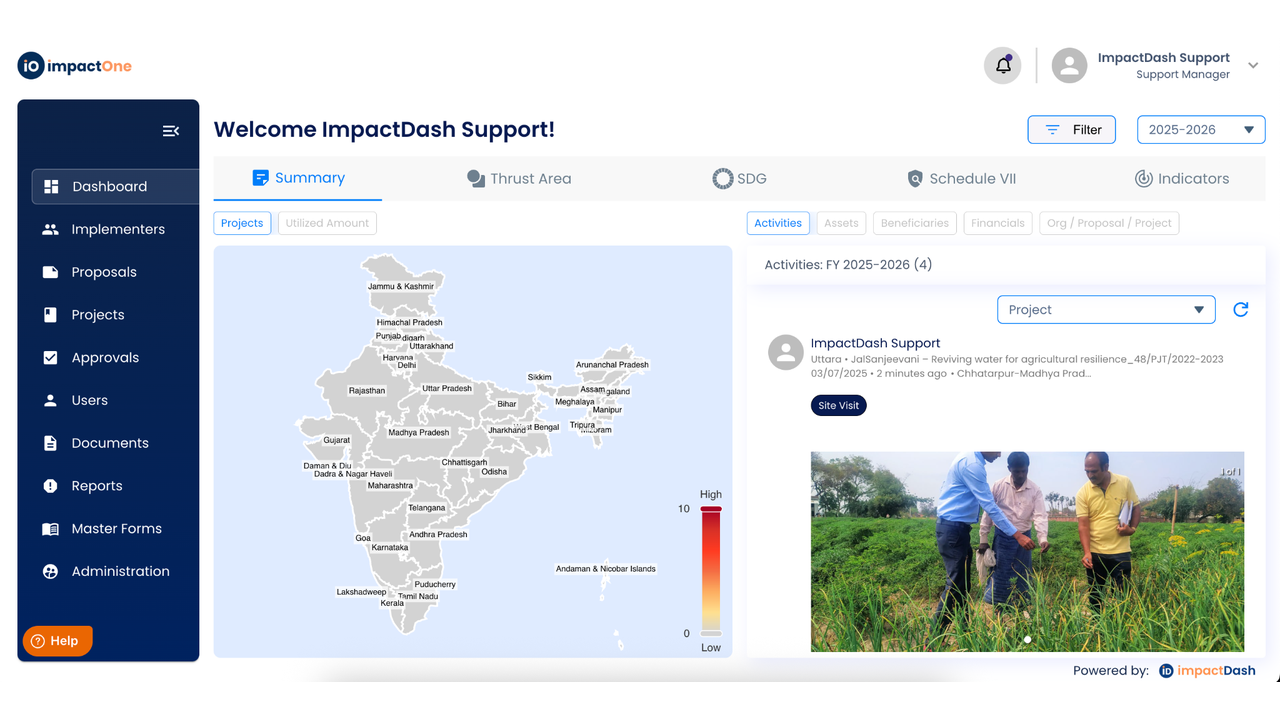 iO impactOne
ImpactDash Support
Support Manager
Welcome ImpactDash Support!
Filter
2025-2026
Dashboard
Implementers
Proposals
Projects
Approvals
Users
Documents
Reports
Master Forms
Administration
Help
Summary
Thrust Area
SDG
Schedule VII
Indicators
Projects
Utilized Amount
Jammu & Kashmir
Himachal Pradesh
Punjab
digarh
Uttarakhand
Haryana
Delhi
Rajasthan
Uttar Pradesh
Sikkim
Arunanchal Pradesh
Assam
galand
Meghalaya
Manipur
Bihar
Tripura
Jharkhand
st Bengal
Madhya Pradesh
Gujarat
Chhattisgarh
Odisha
Daman & Diu
Dadra & Nagar Haveli
Maharashtra
Telangana
Goa
Andhra Pradesh
Karnataka
Andaman & Nicobar Islands
Puducherry
Lakshadweep
Tamil Nadu
Kerala
High
10
0
Low
Activities
Assets
Beneficiaries
Financials
Org / Proposal / Project
Activities: FY 2025-2026 (4)
Project
ImpactDash Support
Uttara • JalSanjeevani – Reviving water for agricultural resilience_48/PJT/2022-2023
03/07/2025 • 2 minutes ago • Chhatarpur-Madhya Prad...
Site Visit
1 of 1
Powered by: iD impactDash